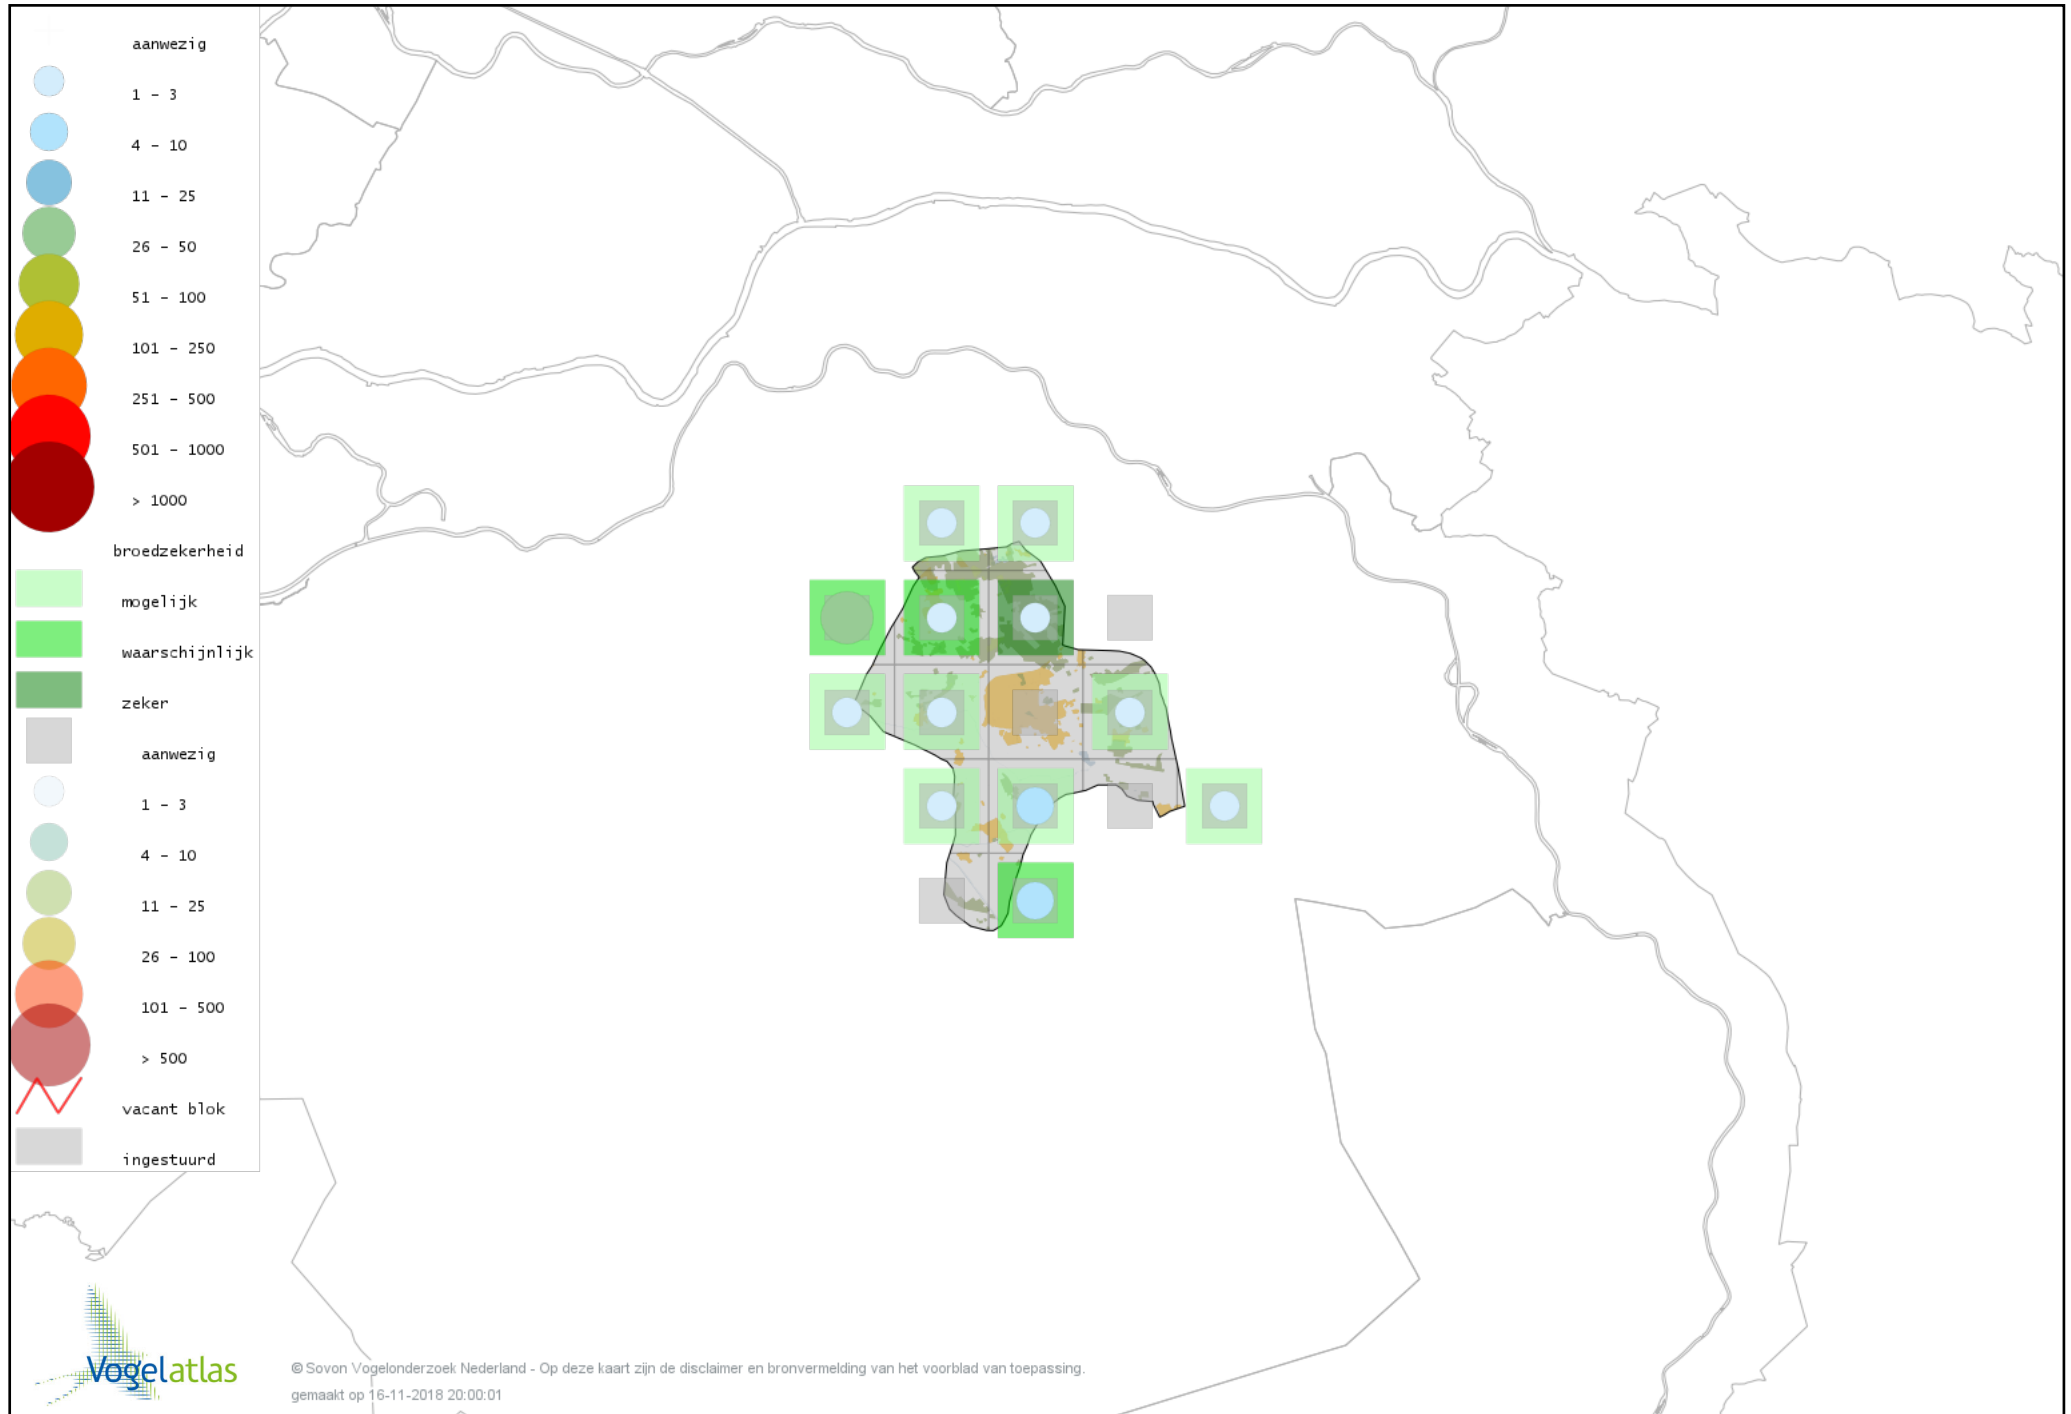 aanwezig
1 - 3
4 - 10
11 - 25
26 - 50
51 - 100
101 - 250
251 - 500
501 - 1000
> 1000
broedzekerheid
mogelijk
waarschijnlijk
zeker
aanwezig
1 - 3
4 - 10
11 - 25
26 - 100
101 - 500
> 500
vacant blok
ingestuurd
Vogelatlas
© Sovon Vogelonderzoek Nederland - Op deze kaart zijn de disclaimer en bronvermelding van het voorblad van toepassing.
gemaakt op 16-11-2018 20:00:01